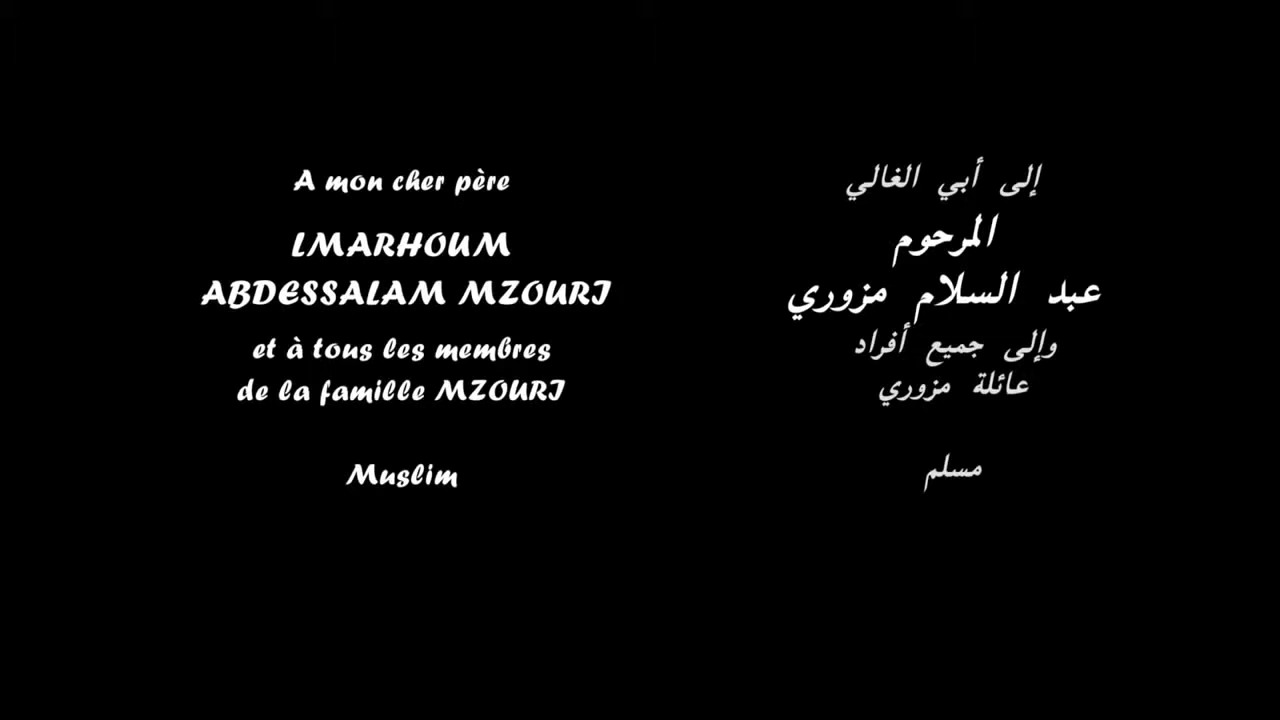 A mon cher père
LMARHOUM
ABDESSALAM MZOURI
et à tous les membres
de la famille MZOURI
Muslim
إلى أبي الغالي
المرحوم
عبد السلام مزوري
وإلى جميع أفراد
عائلة مزوري
مسلم